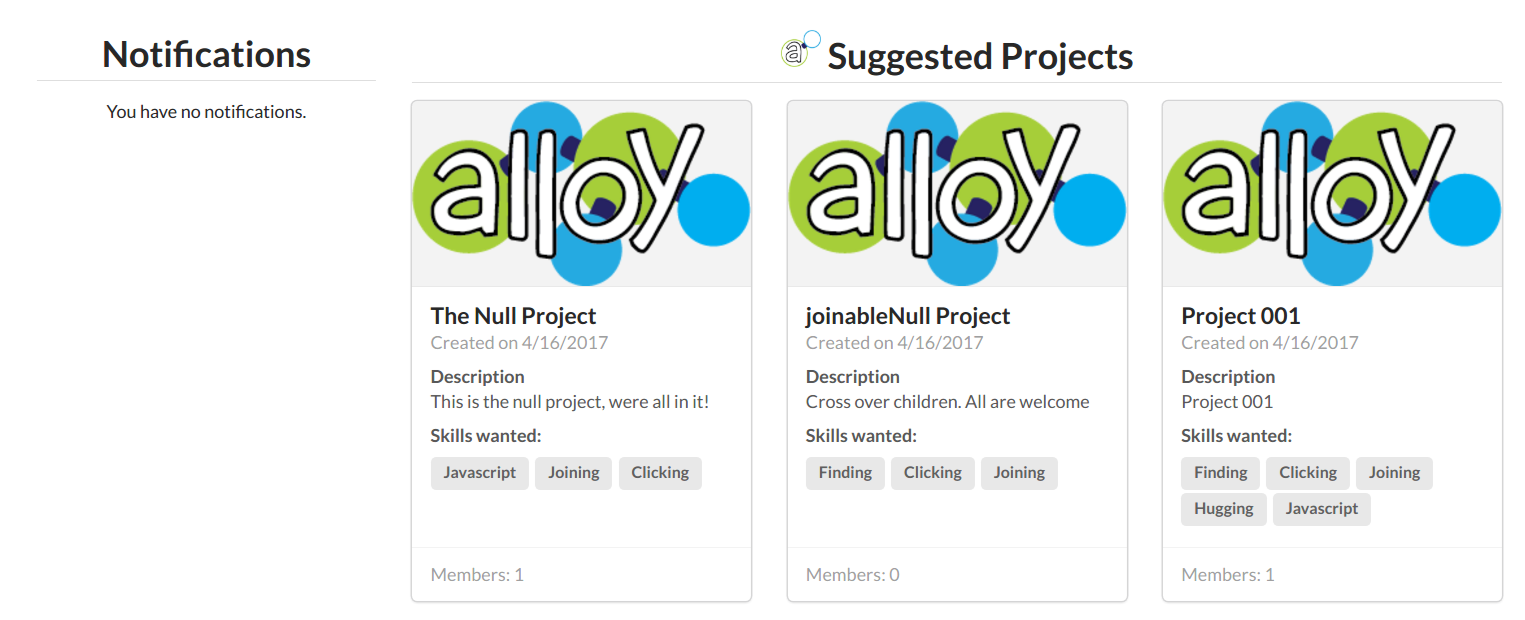 Notifications
You have no notifications.
a Suggested Projects
alloy
The Null Project
Created on 4/16/2017
Description
This is the null project, were all in it!
Skills wanted:
Javascript Joining Clicking
Members: 1
alloy
joinableNull Project
Created on 4/16/2017
Description
Cross over children. All are welcome
Skills wanted:
Finding Clicking Joining
Members: 0
alloy
Project 001
Created on 4/16/2017
Description
Project 001
Skills wanted:
Finding Clicking Joining
Hugging Javascript
Members: 1